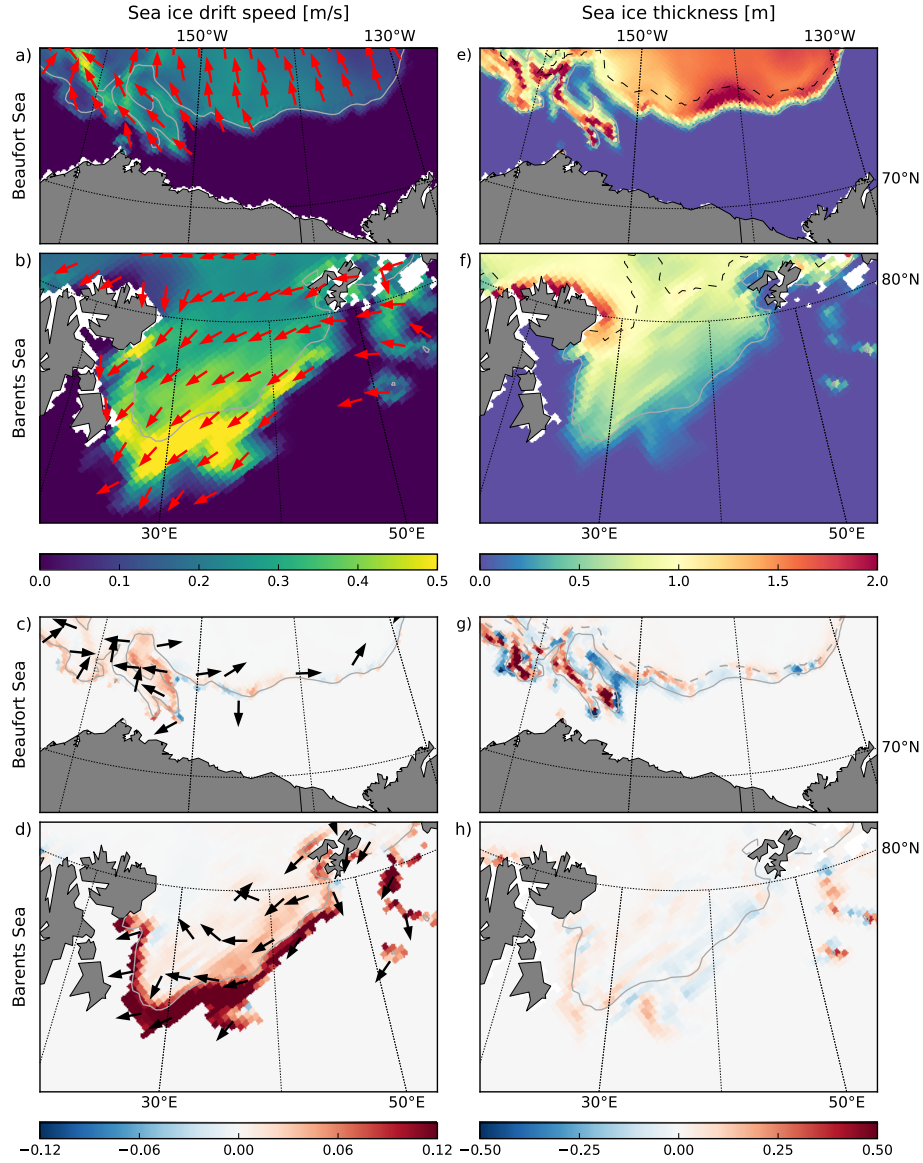 Sea ice drift speed [m/s]
Sea ice thickness [m]
150°W 130°W
150°W 130°W
a)
Beaufort Sea
e)
70°N
b)
Barents Sea
f)
80°N
30°E 50°E
30°E 50°E
0.0 0.1 0.2 0.3 0.4 0.5
0.0 0.5 1.0 1.5 2.0
c)
Beaufort Sea
g)
70°N
d)
Barents Sea
h)
80°N
30°E 50°E
30°E 50°E
−0.12 −0.06 0.00 0.06 0.12
−0.50 −0.25 0.00 0.25 0.50